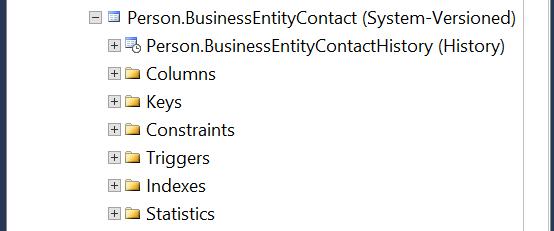 Person.BusinessEntityContact (System-Versioned)
Person.BusinessEntityContactHistory (History)
Columns
Keys
Constraints
Triggers
Indexes
Statistics